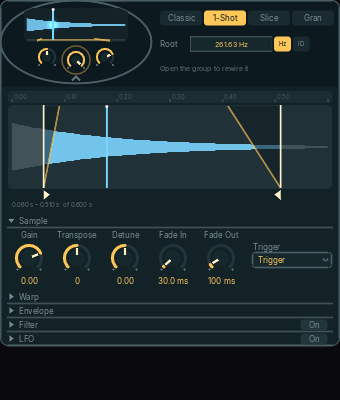 Classic 1-Shot Slice Gran
Root 261.63 Hz Hz ID
Open the group to rewire it
0.00 0.10 0.20 0.30 0.40 0.50
0.060 s – 0.510 s of 0.600 s
Sample
Gain Transpose Detune Fade In Fade Out
Trigger
Trigger
0.00 0 0.00 30.0 ms 100 ms
Warp
Envelope
Filter On
LFO On